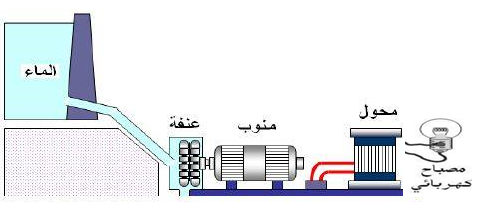 الماء
عنفة
منوب
محول
مصباح
كهربائي